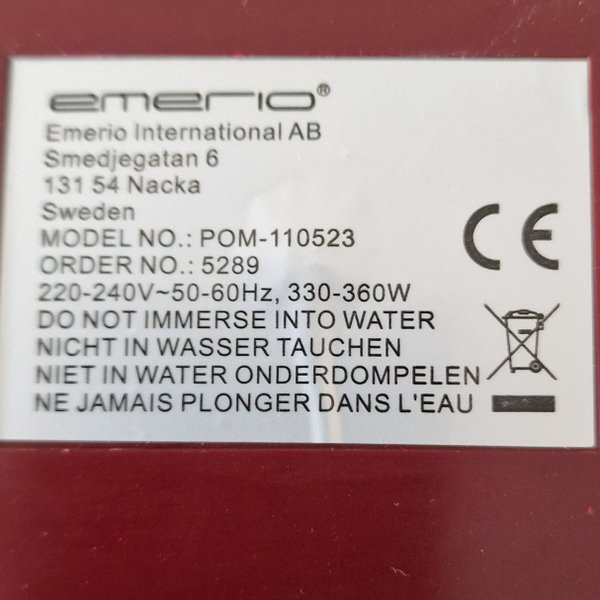 emerio®
Emerio International AB
Smedjegatan 6
131 54 Nacka
Sweden
MODEL NO.: POM-110523
ORDER NO.: 5289
220-240V~50-60Hz, 330-360W
DO NOT IMMERSE INTO WATER
NICHT IN WASSER TAUCHEN
NIET IN WATER ONDERDOMPELEN
NE JAMAIS PLONGER DANS L'EAU
CE